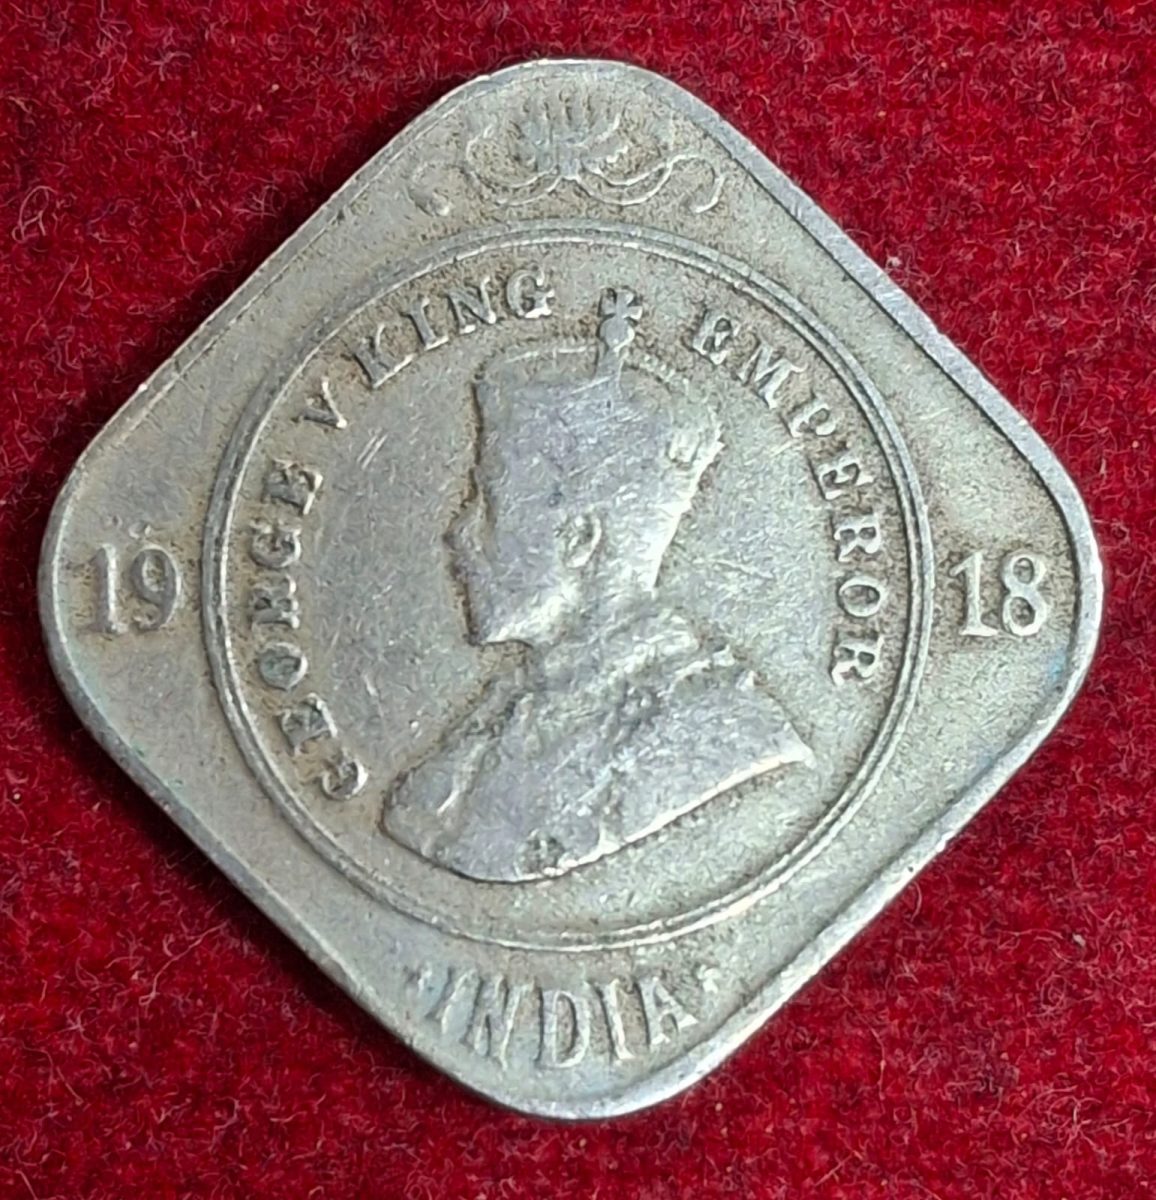 GEORGE V KING EMPEROR
19 18
INDIA